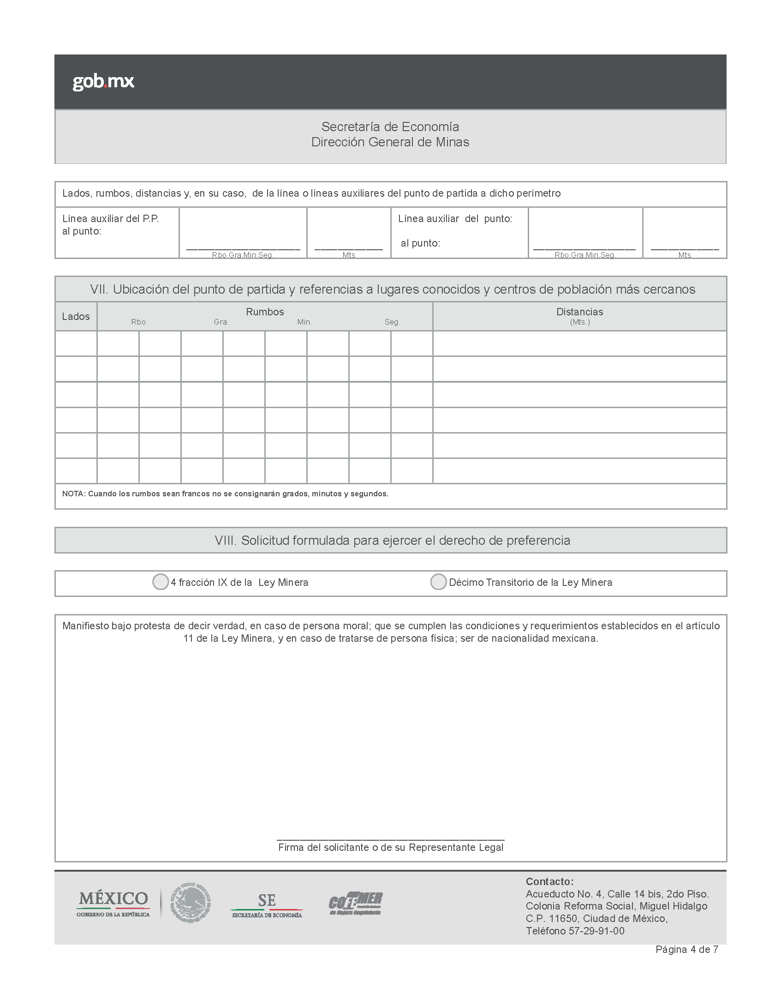 gob.mx
Secretaría de Economía
Dirección General de Minas
Lados, rumbos, distancias y, en su caso, de la línea o líneas auxiliares del punto de partida a dicho perímetro
Línea auxiliar del P.P.
al punto:
____________________
Rbo.Gra.Min.Seg.
____________
Mts
Línea auxiliar del punto:
al punto:
__________________
Rbo.Gra.Min.Seg.
____________
Mts
VII. Ubicación del punto de partida y referencias a lugares conocidos y centros de población más cercanos
Lados
Rumbos
Rbo Gra. Min. Seg.
Distancias
(Mts.)
NOTA: Cuando los rumbos sean francos no se consignarán grados, minutos y segundos.
VIII. Solicitud formulada para ejercer el derecho de preferencia
4 fracción IX de la Ley Minera
Décimo Transitorio de la Ley Minera
Manifiesto bajo protesta de decir verdad, en caso de persona moral; que se cumplen las condiciones y requerimientos establecidos en el artículo
11 de la Ley Minera, y en caso de tratarse de persona física; ser de nacionalidad mexicana.
________________________________________
Firma del solicitante o de su Representante Legal
MÉXICO
GOBIERNO DE LA REPÚBLICA
ESTADOS UNIDOS MEXICANOS
SE
SECRETARÍA DE ECONOMÍA
COFEMER
de Mejora Regulatoria
Contacto:
Acueducto No. 4, Calle 14 bis, 2do Piso.
Colonia Reforma Social, Miguel Hidalgo
C.P. 11650, Ciudad de México,
Teléfono 57-29-91-00
Página 4 de 7